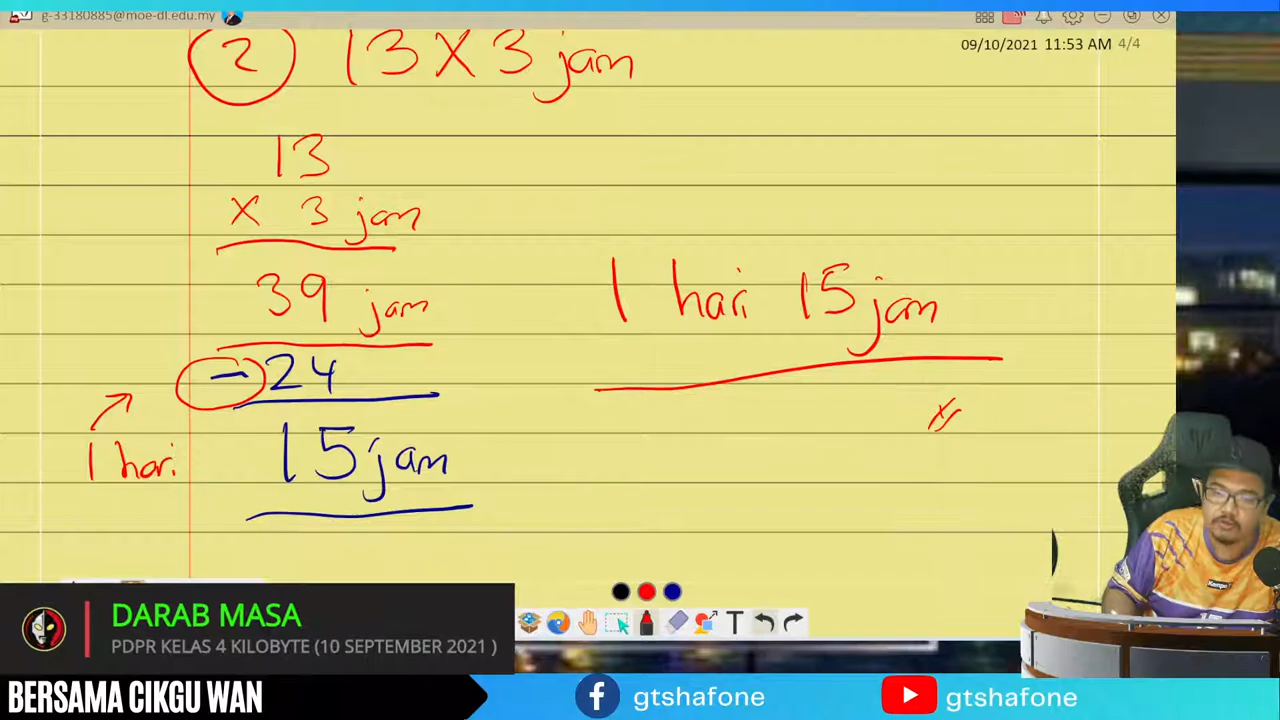 g-33180885@moe-dl.edu.my
09/10/2021 11:53 AM 4/4
2 13 X 3 jam
13
X 3 jam
39 jam
- 24
1 hari
15 jam
1 hari 15 jam
DARAB MASA
PDPR KELAS 4 KILOBYTE (10 SEPTEMBER 2021 )
BERSAMA CIKGU WAN
gtshafone
gtshafone